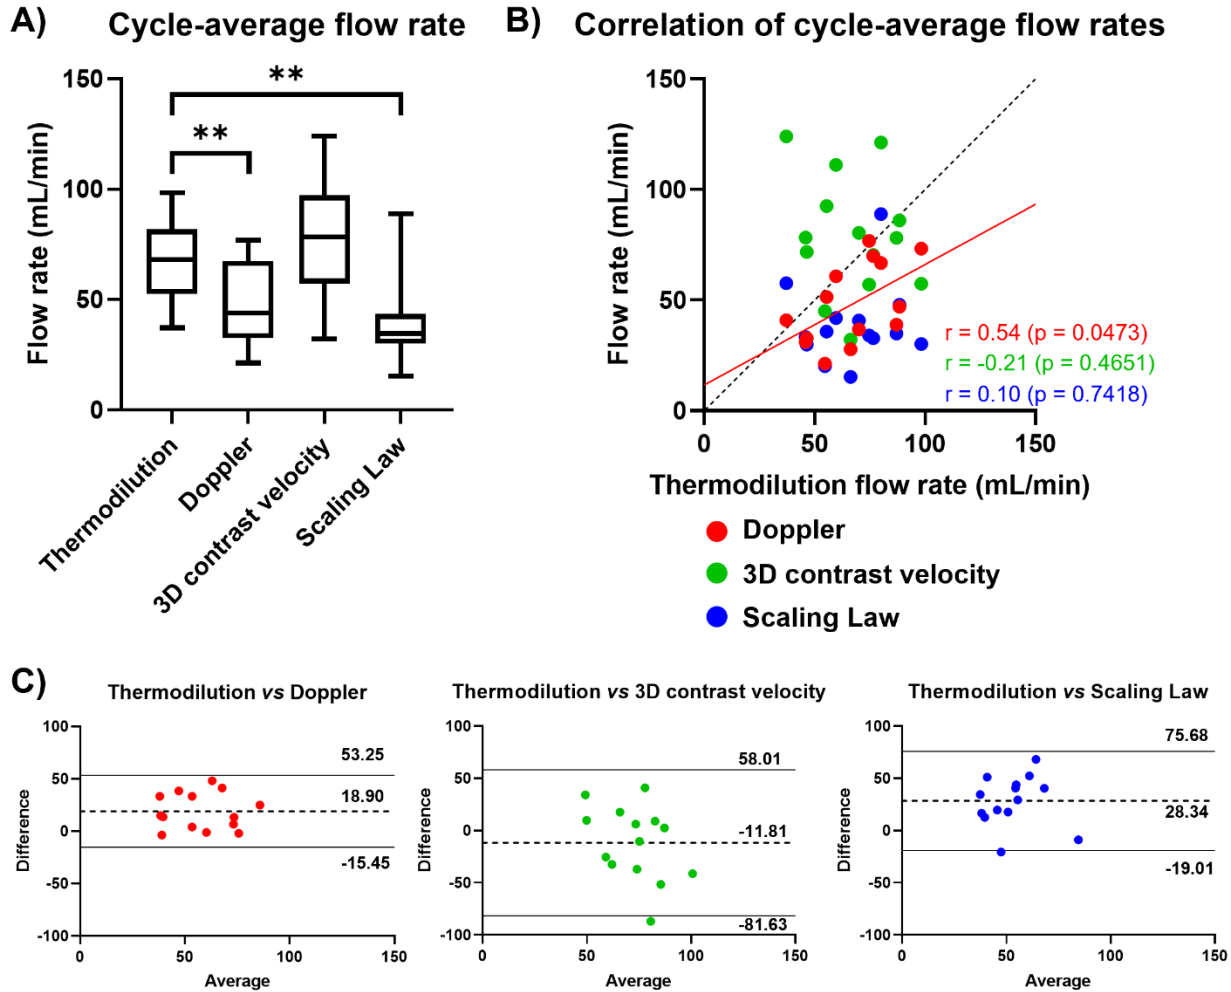 A) Cycle-average flow rate
**
**
Flow rate (mL/min)
150
100
50
0
Thermodilution
Doppler
3D contrast velocity
Scaling Law
B) Correlation of cycle-average flow rates
Flow rate (mL/min)
150
100
50
0
r = 0.54 (p = 0.0473)
r = -0.21 (p = 0.4651)
r = 0.10 (p = 0.7418)
0 50 100 150
Thermodilution flow rate (mL/min)
Doppler
3D contrast velocity
Scaling Law
C)
Thermodilution vs Doppler
Difference
100
50
0
-50
-100
53.25
18.90
-15.45
0 50 100 150
Average
Thermodilution vs 3D contrast velocity
Difference
100
50
0
-50
-100
58.01
-11.81
-81.63
0 50 100 150
Average
Thermodilution vs Scaling Law
Difference
100
50
0
-50
-100
75.68
28.34
-19.01
0 50 100 150
Average